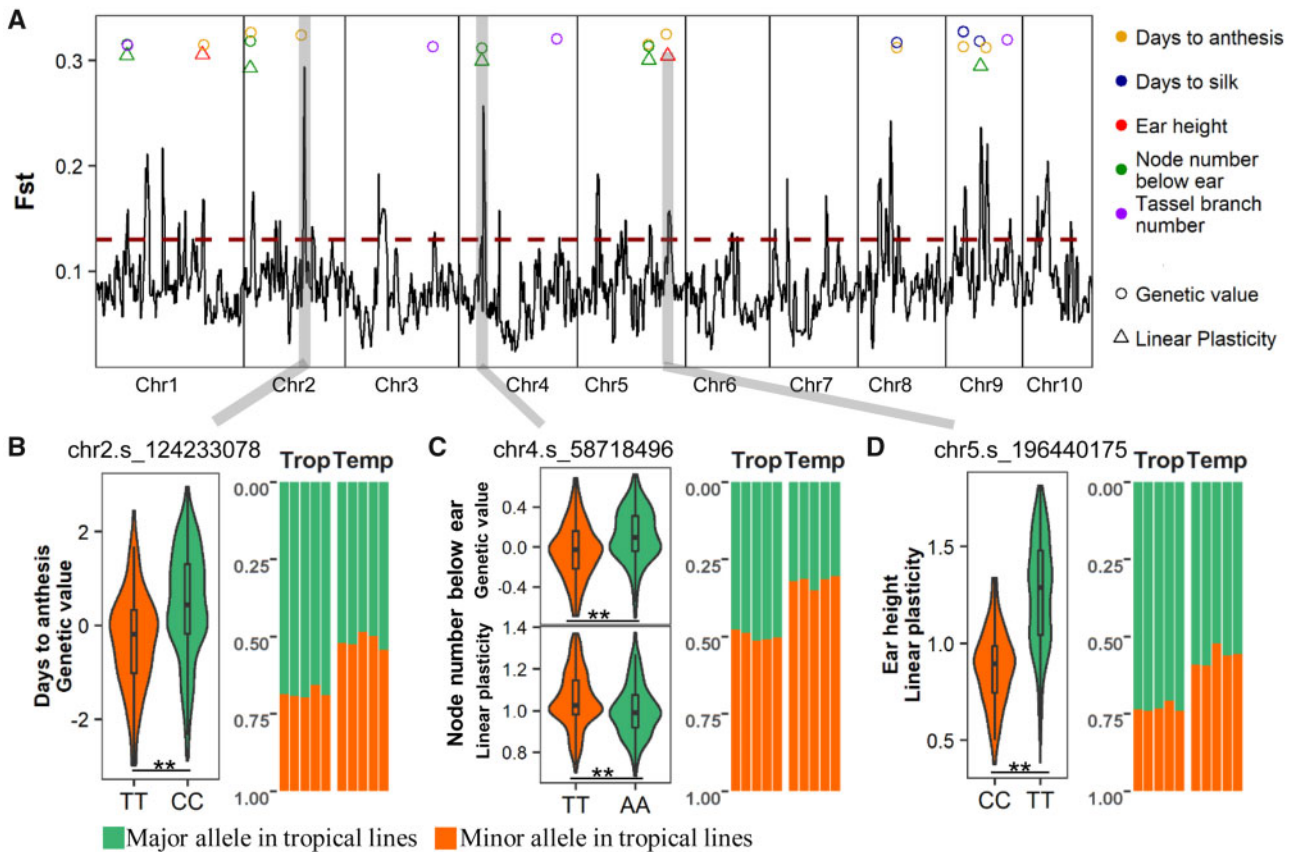 A
Fst
0.3
0.2
0.1
Chr1 Chr2 Chr3 Chr4 Chr5 Chr6 Chr7 Chr8 Chr9 Chr10
Days to anthesis
Days to silk
Ear height
Node number
below ear
Tassel branch
number
Genetic value
Linear Plasticity
B
chr2.s_124233078
Trop Temp
Days to anthesis
Genetic value
2
0
-2
**
TT CC
0.00
0.25
0.50
0.75
1.00
C
chr4.s_58718496
Trop Temp
Node number below ear
Genetic value
0.4
0.0
-0.4
**
Linear plasticity
1.4
1.2
1.0
0.8
**
TT AA
0.00
0.25
0.50
0.75
1.00
D
chr5.s_196440175
Trop Temp
Ear height
Linear plasticity
1.5
1.0
0.5
**
CC TT
0.00
0.25
0.50
0.75
1.00
Major allele in tropical lines
Minor allele in tropical lines